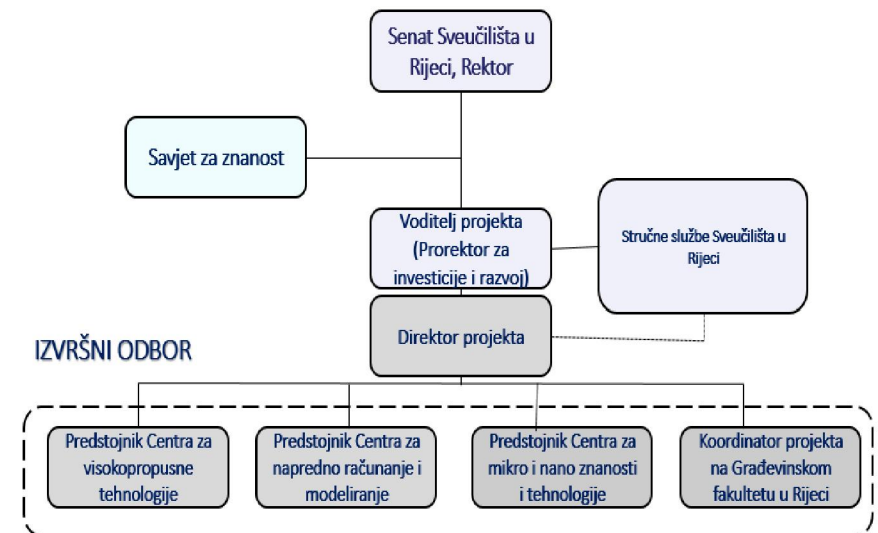 Senat Sveučilišta u
Rijeci, Rektor
Savjet za znanost
Voditelj projekta
(Prorektor za
investicije i razvoj)
Stručne službe Sveučilišta u
Rijeci
Direktor projekta
IZVRŠNI ODBOR
Predstojnik Centra za
visokopropusne
tehnologije
Predstojnik Centra za
napredno računanje i
modeliranje
Predstojnik Centra za
mikro i nano znanosti
i tehnologije
Koordinator projekta
na Građevinskom
fakultetu u Rijeci